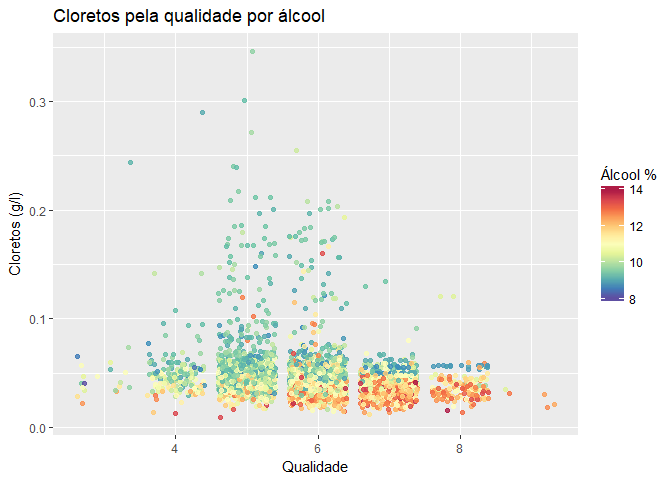 Cloretos pela qualidade por álcool
Cloretos (g/l)
0.3
0.2
0.1
0.0
4
6
8
Qualidade
Álcool %
14
12
10
8